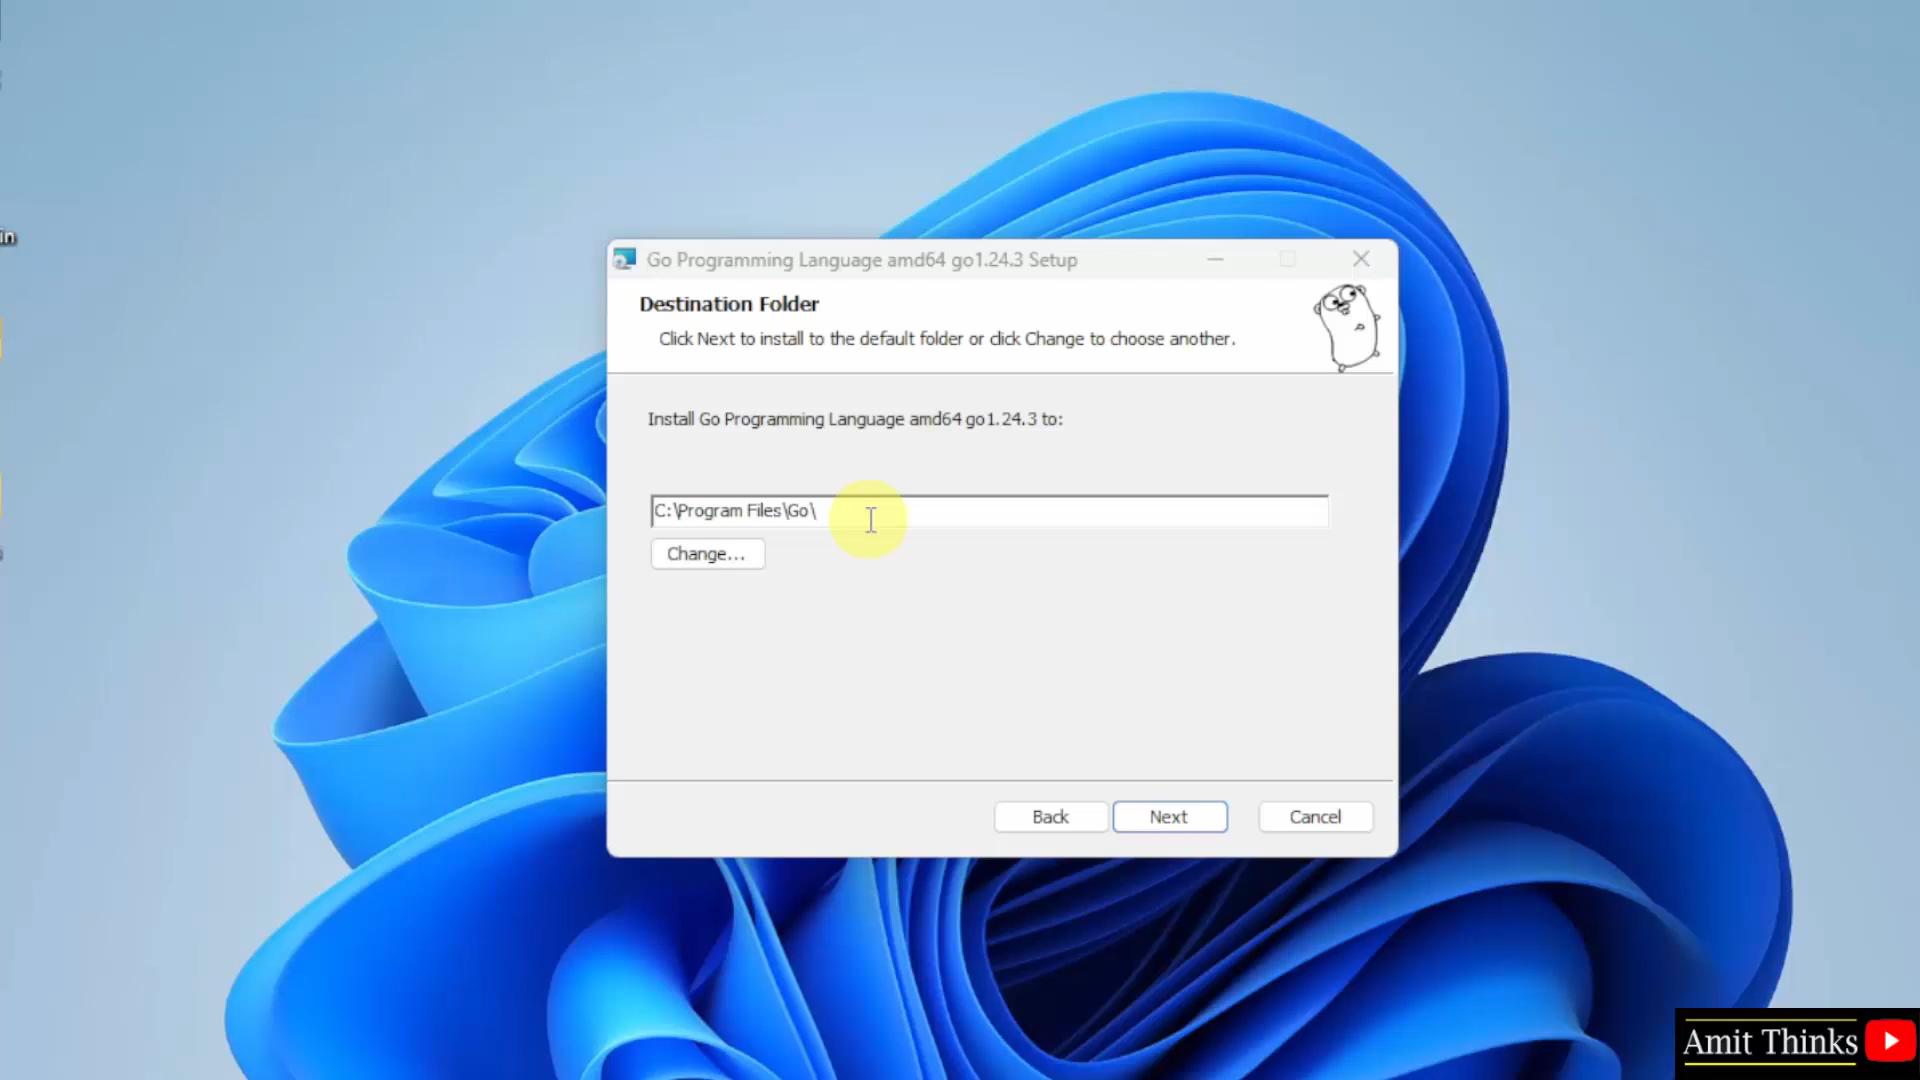 in
Go Programming Language amd64 go1.24.3 Setup
Destination Folder
Click Next to install to the default folder or click Change to choose another.
Install Go Programming Language amd64 go1.24.3 to:
C:\Program Files\Go\
Change...
Back Next Cancel
Amit Thinks